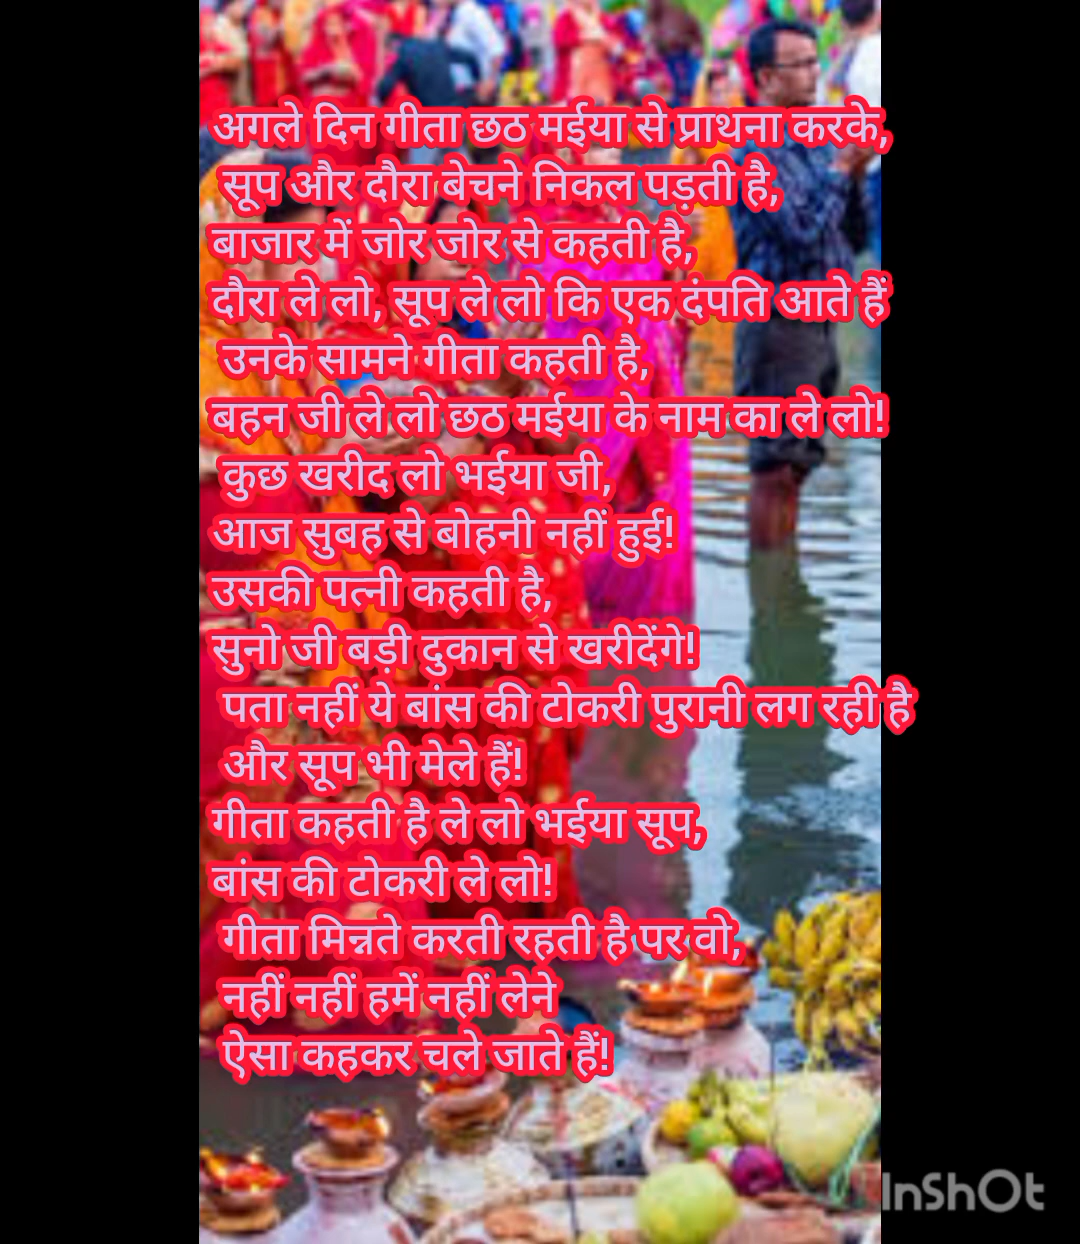 अगले दिन गीता छठ मईया से प्राथना करके,
सूप और दौरा बेचने निकल पड़ती है,
बाजार में जोर जोर से कहती है,
दौरा ले लो, सूप ले लो कि एक दंपति आते हैं
उनके सामने गीता कहती है,
बहन जी ले लो छठ मईया के नाम का ले लो!
कुछ खरीद लो भईया जी,
आज सुबह से बोहनी नहीं हुई!
उसकी पत्नी कहती है,
सुनो जी बड़ी दुकान से खरीदेंगे!
पता नहीं ये बांस की टोकरी पुरानी लग रही है
और सूप भी मेले हैं!
गीता कहती है ले लो भईया सूप,
बांस की टोकरी ले लो!
गीता मिन्नते करती रहती है पर वो,
नहीं नहीं हमें नहीं लेने
ऐसा कहकर चले जाते हैं!
InShOt